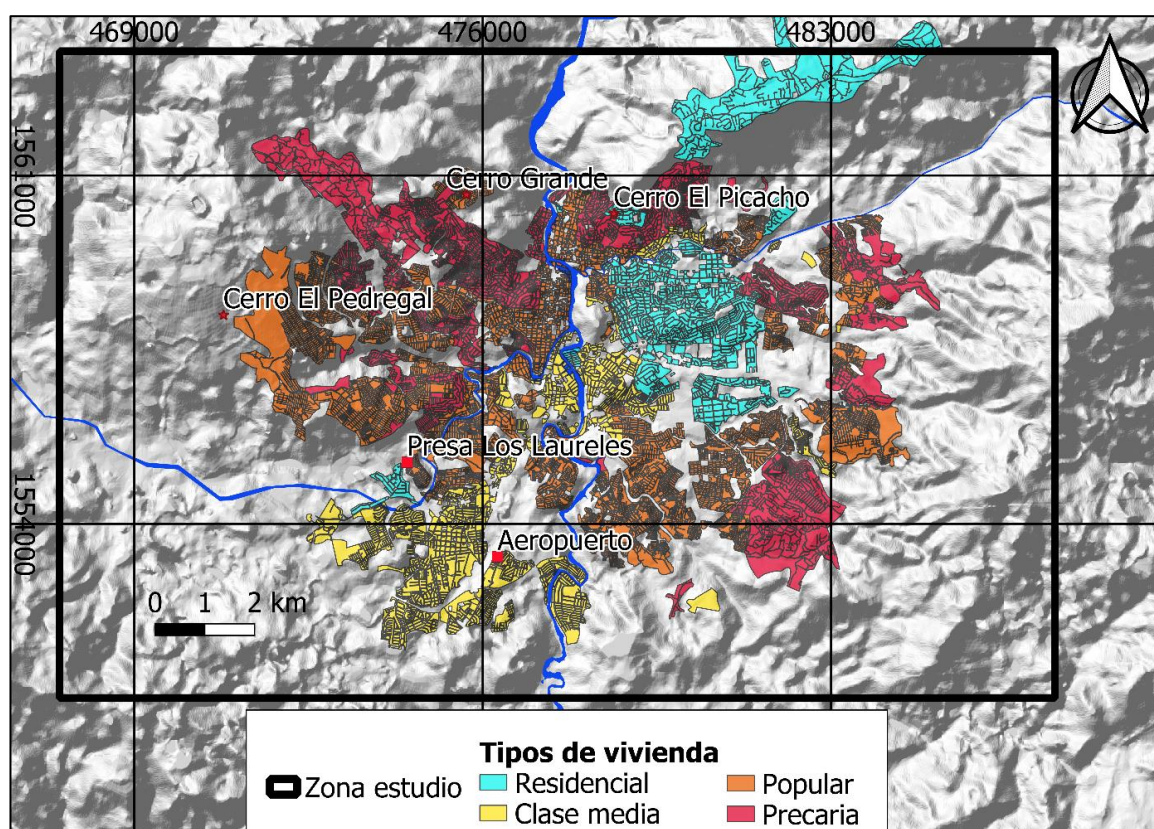 469000 476000 483000
1561000
Cerro Grande
Cerro El Picacho
Cerro El Pedregal
Presa Los Laureles
1554000
Aeropuerto
0 1 2 km
Tipos de vivienda
Zona estudio
Residencial
Popular
Clase media
Precaria